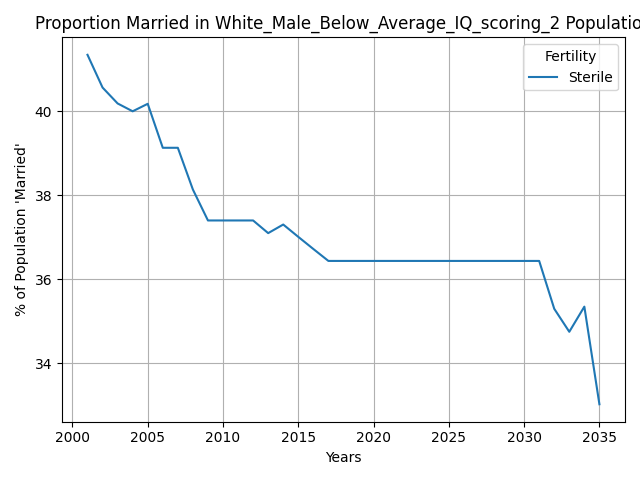 Proportion Married in White_Male_Below_Average_IQ_scoring_2 Populatio
Fertility
Sterile
% of Population 'Married'
40
38
36
34
2000 2005 2010 2015 2020 2025 2030 2035
Years